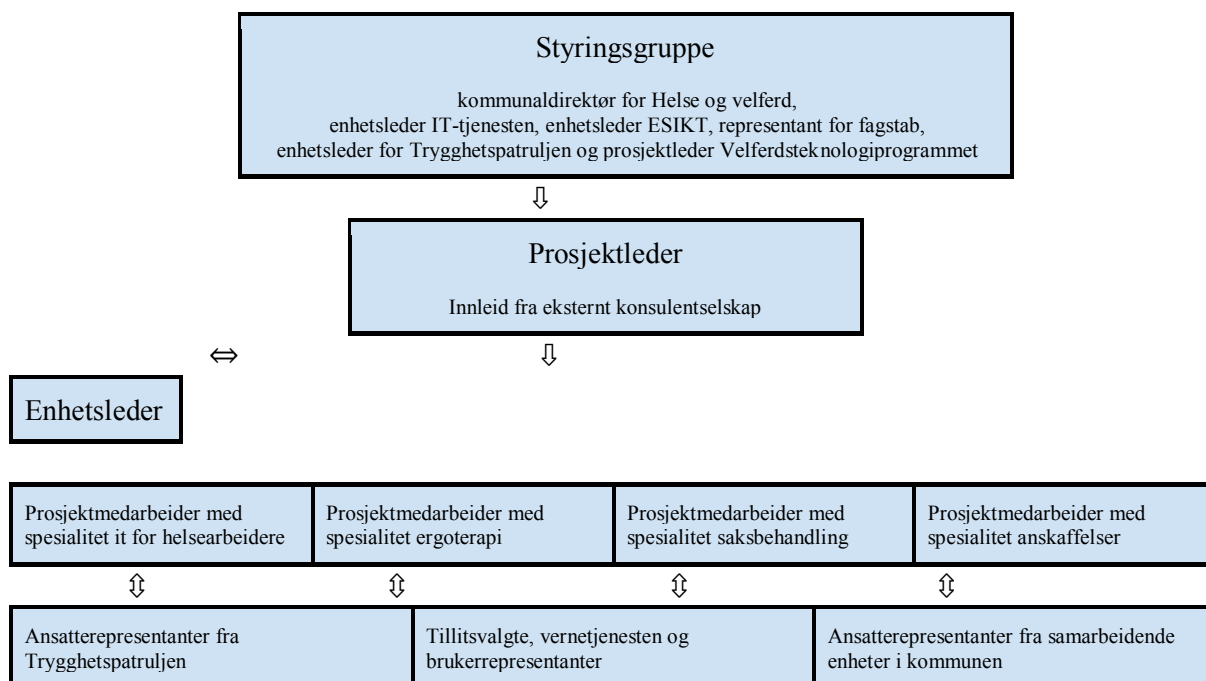 Styringsgruppe
kommunaldirektør for Helse og velferd,
enhetsleder IT-tjenesten, enhetsleder ESIKT, representant for fagstab,
enhetsleder for Trygghetspatruljen og prosjektleder Velferdsteknologiprogrammet
⇩
Prosjektleder
Innleid fra eksternt konsulentselskap
⇔ ⇩
Enhetsleder
Prosjektmedarbeider med
spesialitet it for helsearbeidere
Prosjektmedarbeider med
spesialitet ergoterapi
Prosjektmedarbeider med
spesialitet saksbehandling
Prosjektmedarbeider med
spesialitet anskaffelser
⇳ ⇳ ⇳ ⇳
Ansatterepresentanter fra
Trygghetspatruljen
Tillitsvalgte, vernetjenesten og
brukerrepresentanter
Ansatterepresentanter fra samarbeidende
enheter i kommunen